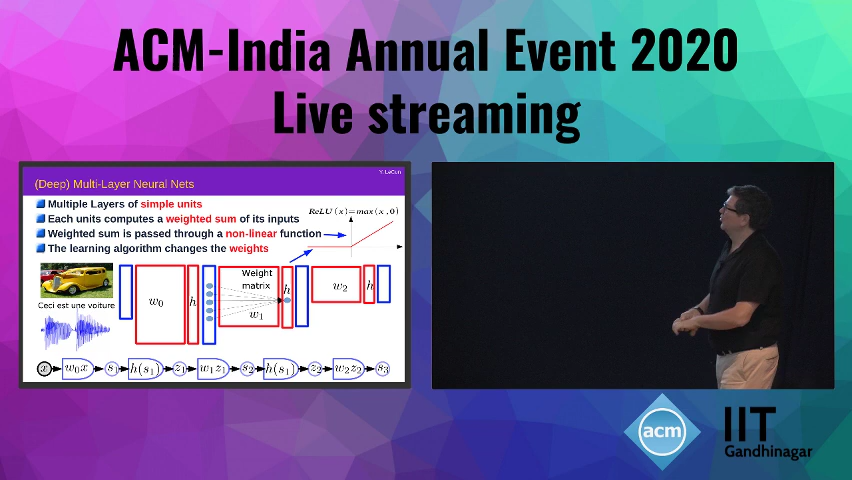 ACM-India Annual Event 2020
Live streaming
Y. LeCun
(Deep) Multi-Layer Neural Nets
Multiple Layers of simple units
Each units computes a weighted sum of its inputs
ReLU(x)=max(x,0)
Weighted sum is passed through a non-linear function
The learning algorithm changes the weights
Weight
matrix
Ceci est une voiture
w₀
h
w₁
h
w₂
h
x w₀x s₁ h(s₁) z₁ w₁z₁ s₂ h(s₁) z₂ w₂z₂ s₃
acm
IIT
Gandhinagar